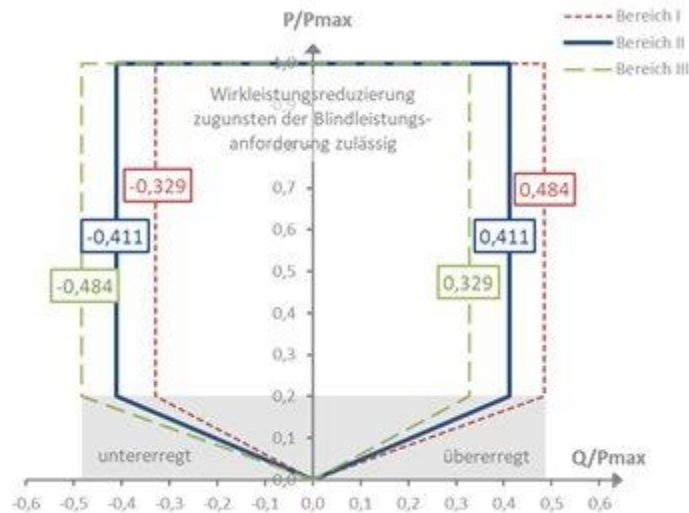 P/Pmax
Bereich I
Bereich II
Bereich III
1,0
Wirkleistungsreduzierung
zugunsten der Blindleistungs-
anforderung zulässig
0,7
0,6
0,5
0,4
0,3
0,2
0,1
0,0
-0,329
0,484
-0,411
0,411
-0,484
0,329
untererregt
übererregt
Q/Pmax
-0,6 -0,5 -0,4 -0,3 -0,2 -0,1 0,0 0,1 0,2 0,3 0,4 0,5 0,6